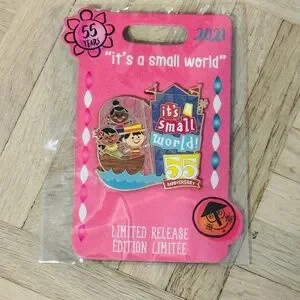 55
YEARS
2021
"it's a small world"
it's
small
world!
55
ANNIVERSARY
LIMITED RELEASE
ÉDITION LIMITÉE